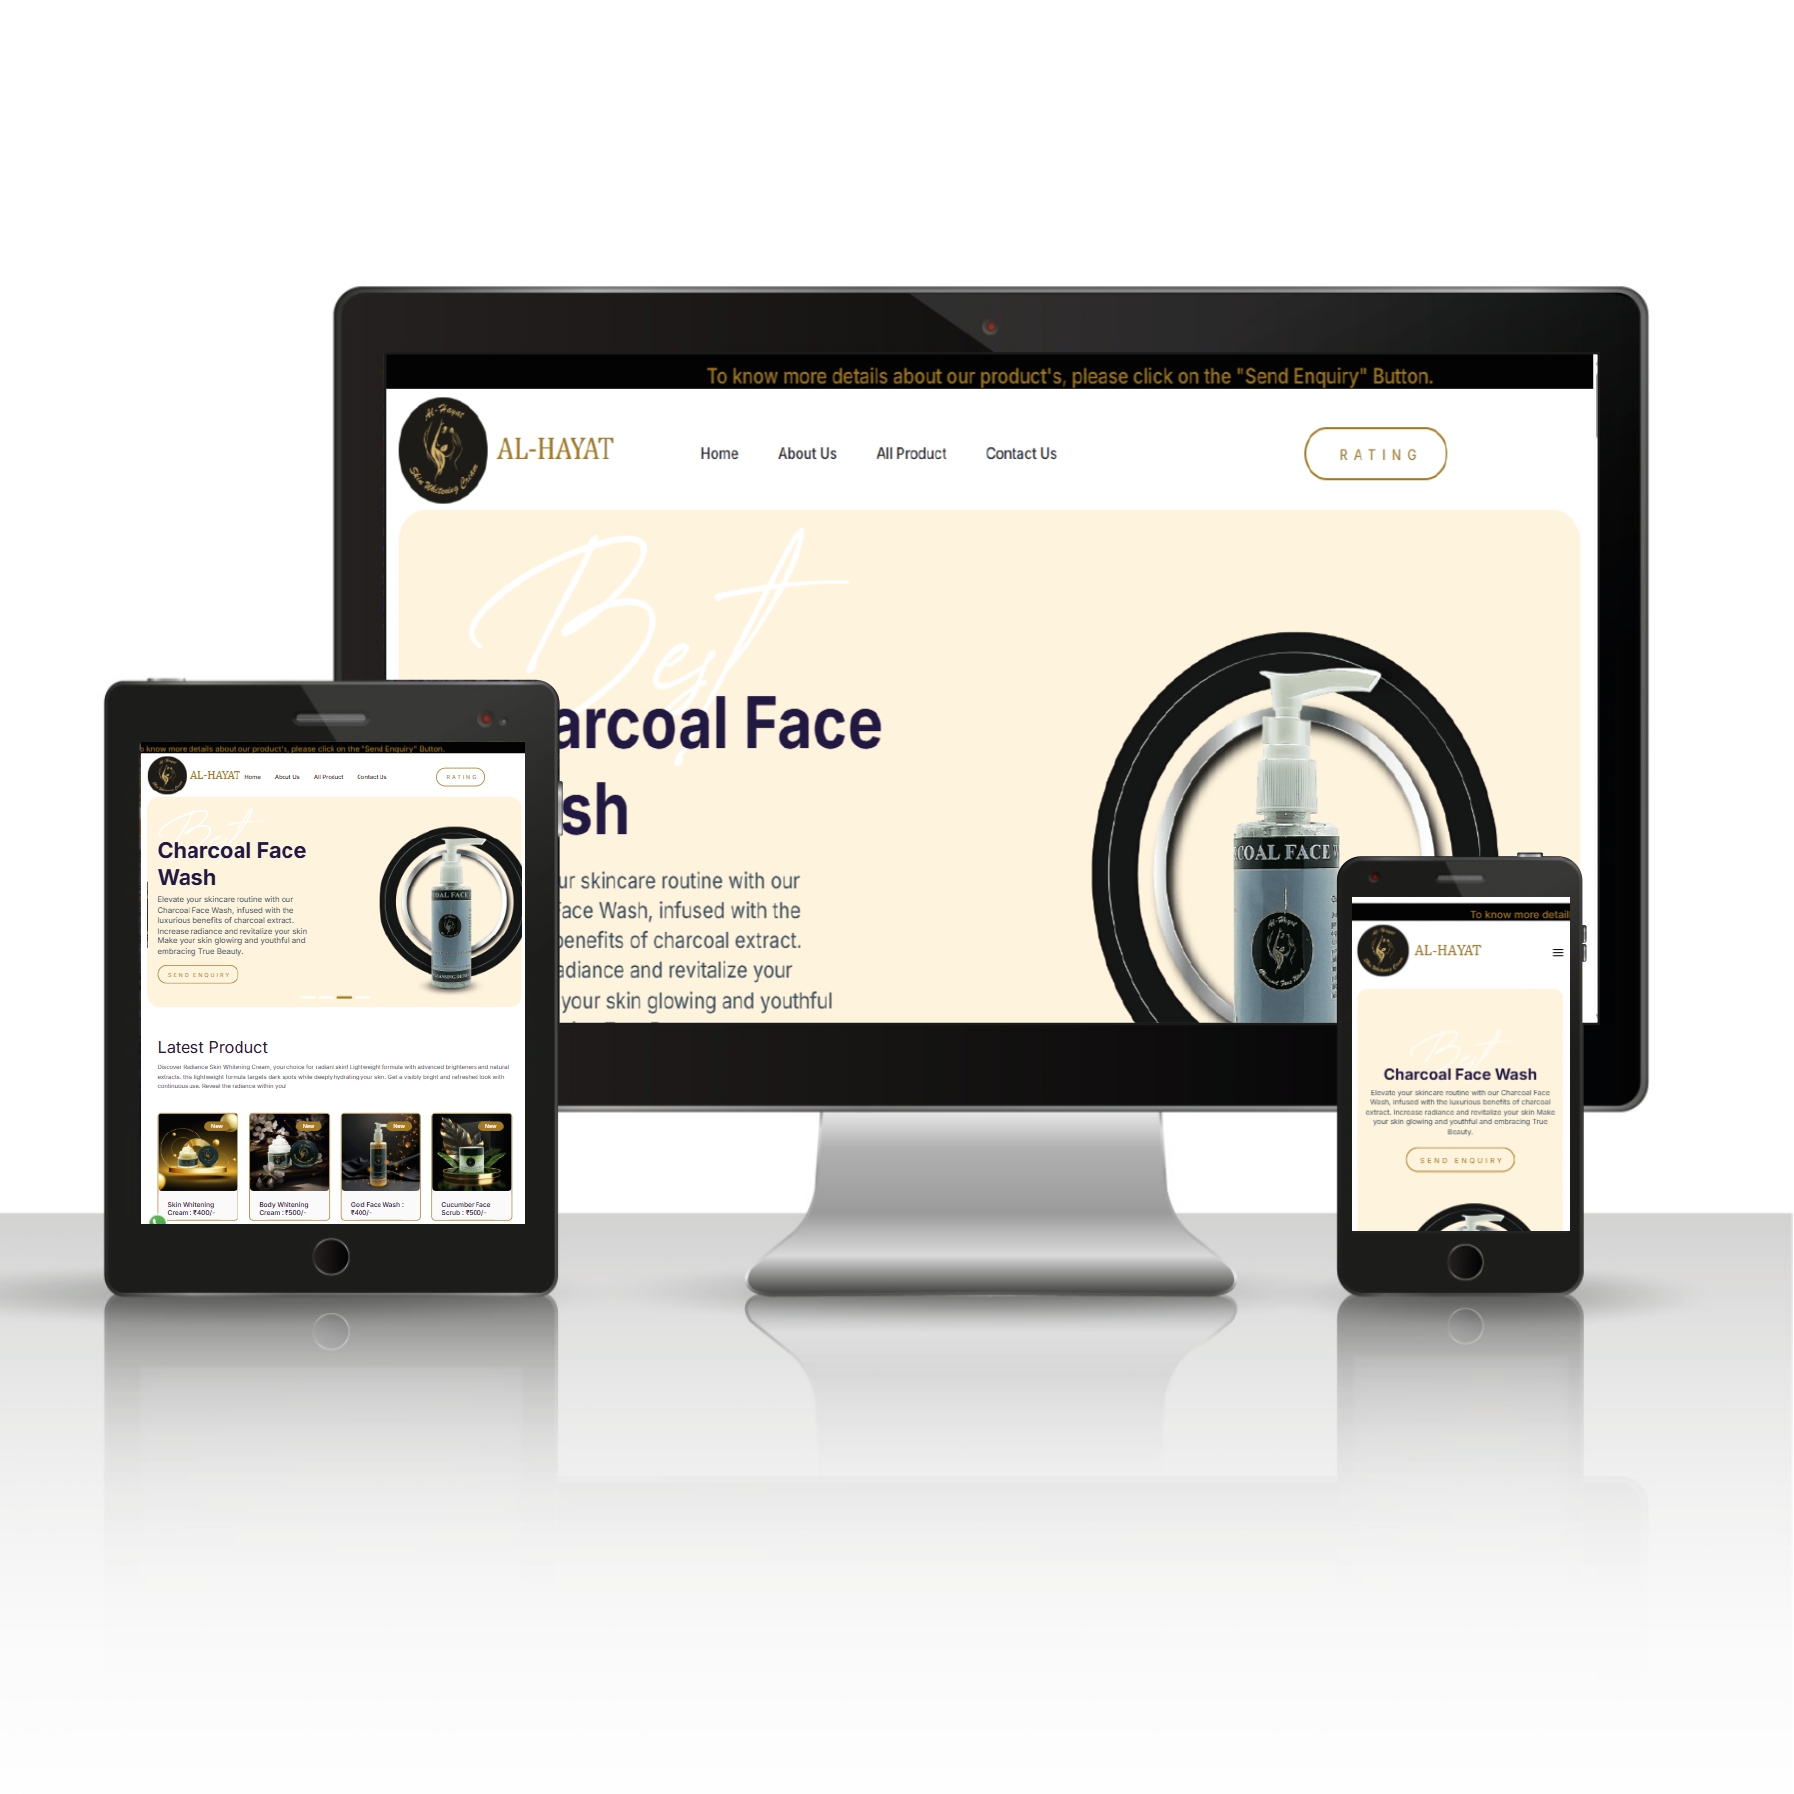 To know more details about our product's, please click on the "Send Enquiry" Button.
Al-Hayat
Skin Whitening Cream
AL-HAYAT
Home
About Us
All Product
Contact Us
RATING
Best
arcoal Face
sh
ur skincare routine with our
Face Wash, infused with the
benefits of charcoal extract.
adiance and revitalize your
your skin glowing and youthful
COAL FACE W
Al-Hayat
Charcoal Face Wash
o know more details about our product's, please click on the "Send Enquiry" Button.
AL-HAYAT
Home
About Us
All Product
Contact Us
RATING
Best
Charcoal Face
Wash
Elevate your skincare routine with our
Charcoal Face Wash, infused with the
luxurious benefits of charcoal extract.
Increase radiance and revitalize your skin
Make your skin glowing and youthful and
embracing True Beauty.
SEND ENQUIRY
COAL FACE
Latest Product
Discover Radiance Skin Whitening Cream, your choice for radiant skin! Lightweight formula with advanced brighteners and natural
extracts. this lightweight formula targets dark spots while deeply hydrating your skin. Get a visibly bright and refreshed look with
continuous use. Reveal the radiance within you!
New
New
New
New
Skin Whitening
Cream : ₹400/-
Body Whitening
Cream : ₹500/-
God Face Wash :
₹400/-
Cucumber Face
Scrub : ₹500/-
To know more detail
AL-HAYAT
Best
Charcoal Face Wash
Elevate your skincare routine with our Charcoal Face
Wash, infused with the luxurious benefits of charcoal
extract. Increase radiance and revitalize your skin Make
your skin glowing and youthful and embracing True
Beauty.
SEND ENQUIRY